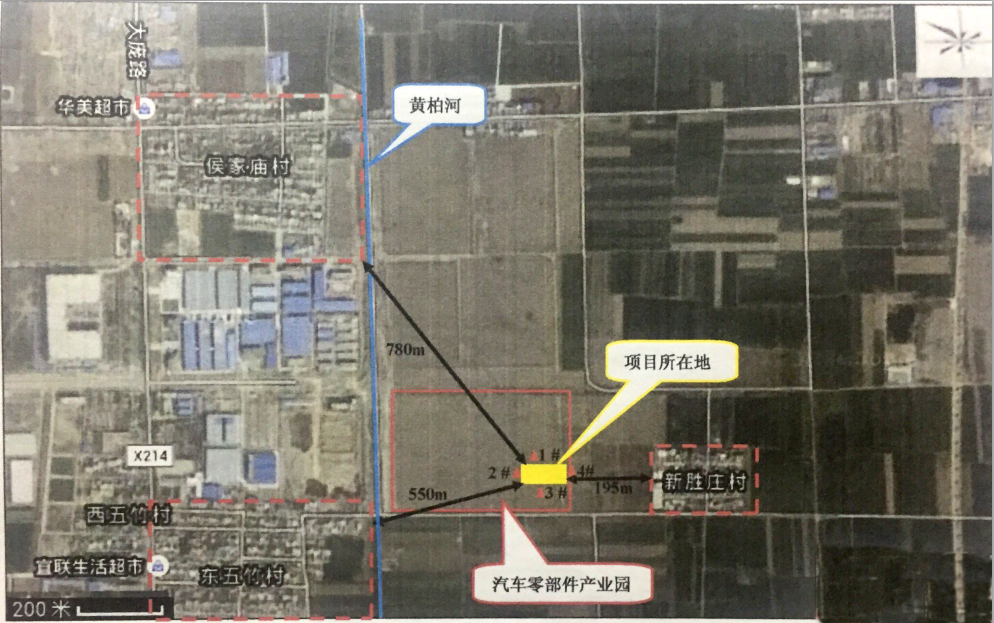 大庞路
华美超市
黄柏河
侯家庙村
780m
项目所在地
1#
2#
4#
3#
195m
新胜庄村
X214
550m
西五竹村
宜联生活超市
东五竹村
汽车零部件产业园
200 米